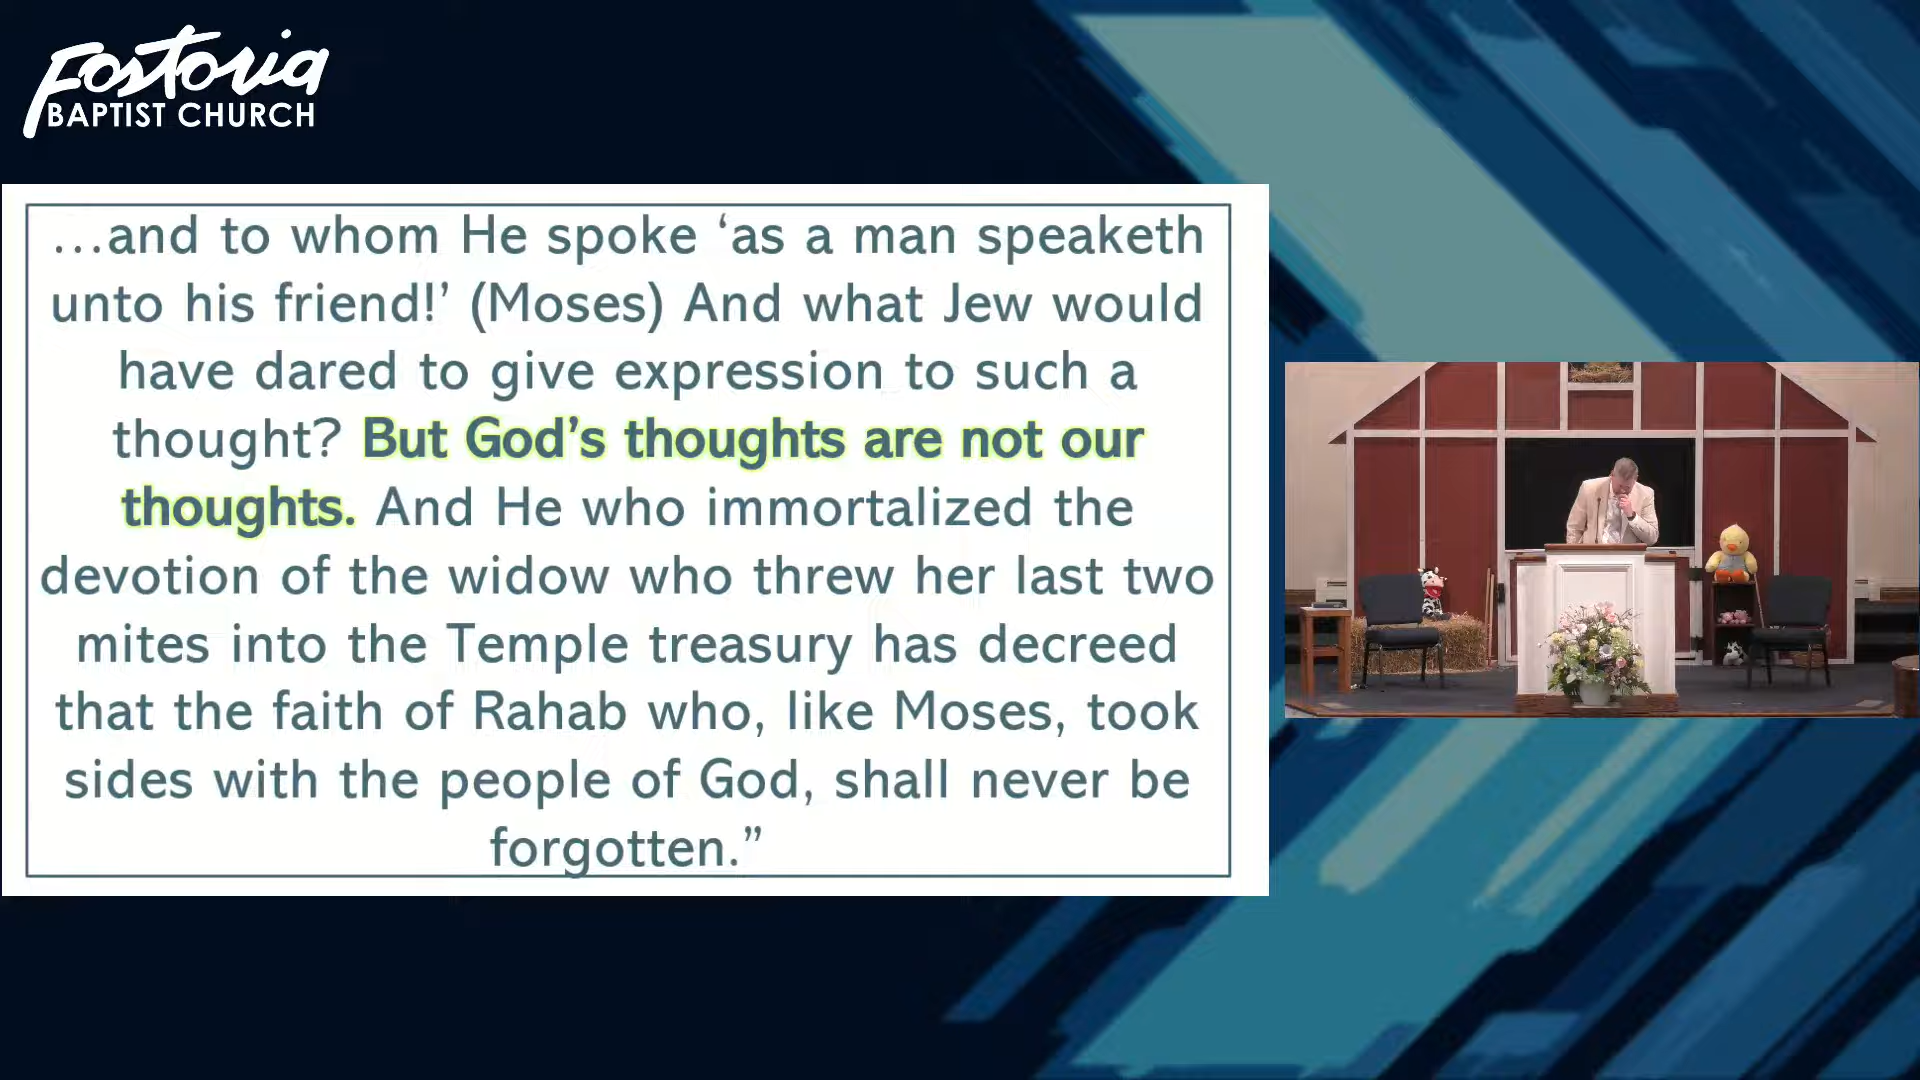 Fostoria
BAPTIST CHURCH
...and to whom He spoke ‘as a man speaketh
unto his friend!’ (Moses) And what Jew would
have dared to give expression to such a
thought? But God’s thoughts are not our
thoughts. And He who immortalized the
devotion of the widow who threw her last two
mites into the Temple treasury has decreed
that the faith of Rahab who, like Moses, took
sides with the people of God, shall never be
forgotten.”